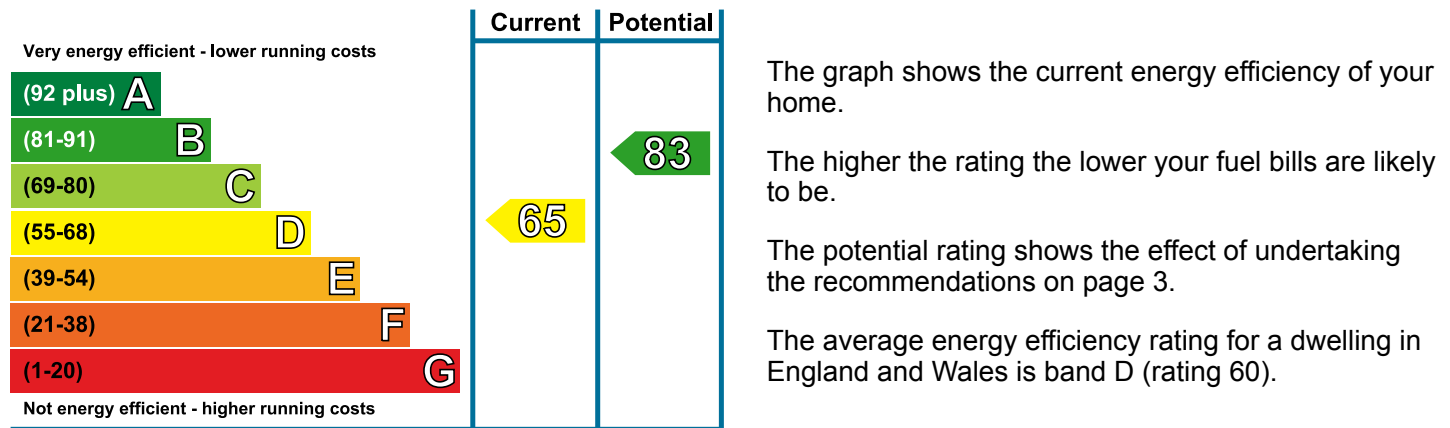 Current Potential
Very energy efficient - lower running costs
(92 plus) A
(81-91) B
(69-80) C
(55-68) D
(39-54) E
(21-38) F
(1-20) G
Not energy efficient - higher running costs
65
83
The graph shows the current energy efficiency of your
home.
The higher the rating the lower your fuel bills are likely
to be.
The potential rating shows the effect of undertaking
the recommendations on page 3.
The average energy efficiency rating for a dwelling in
England and Wales is band D (rating 60).